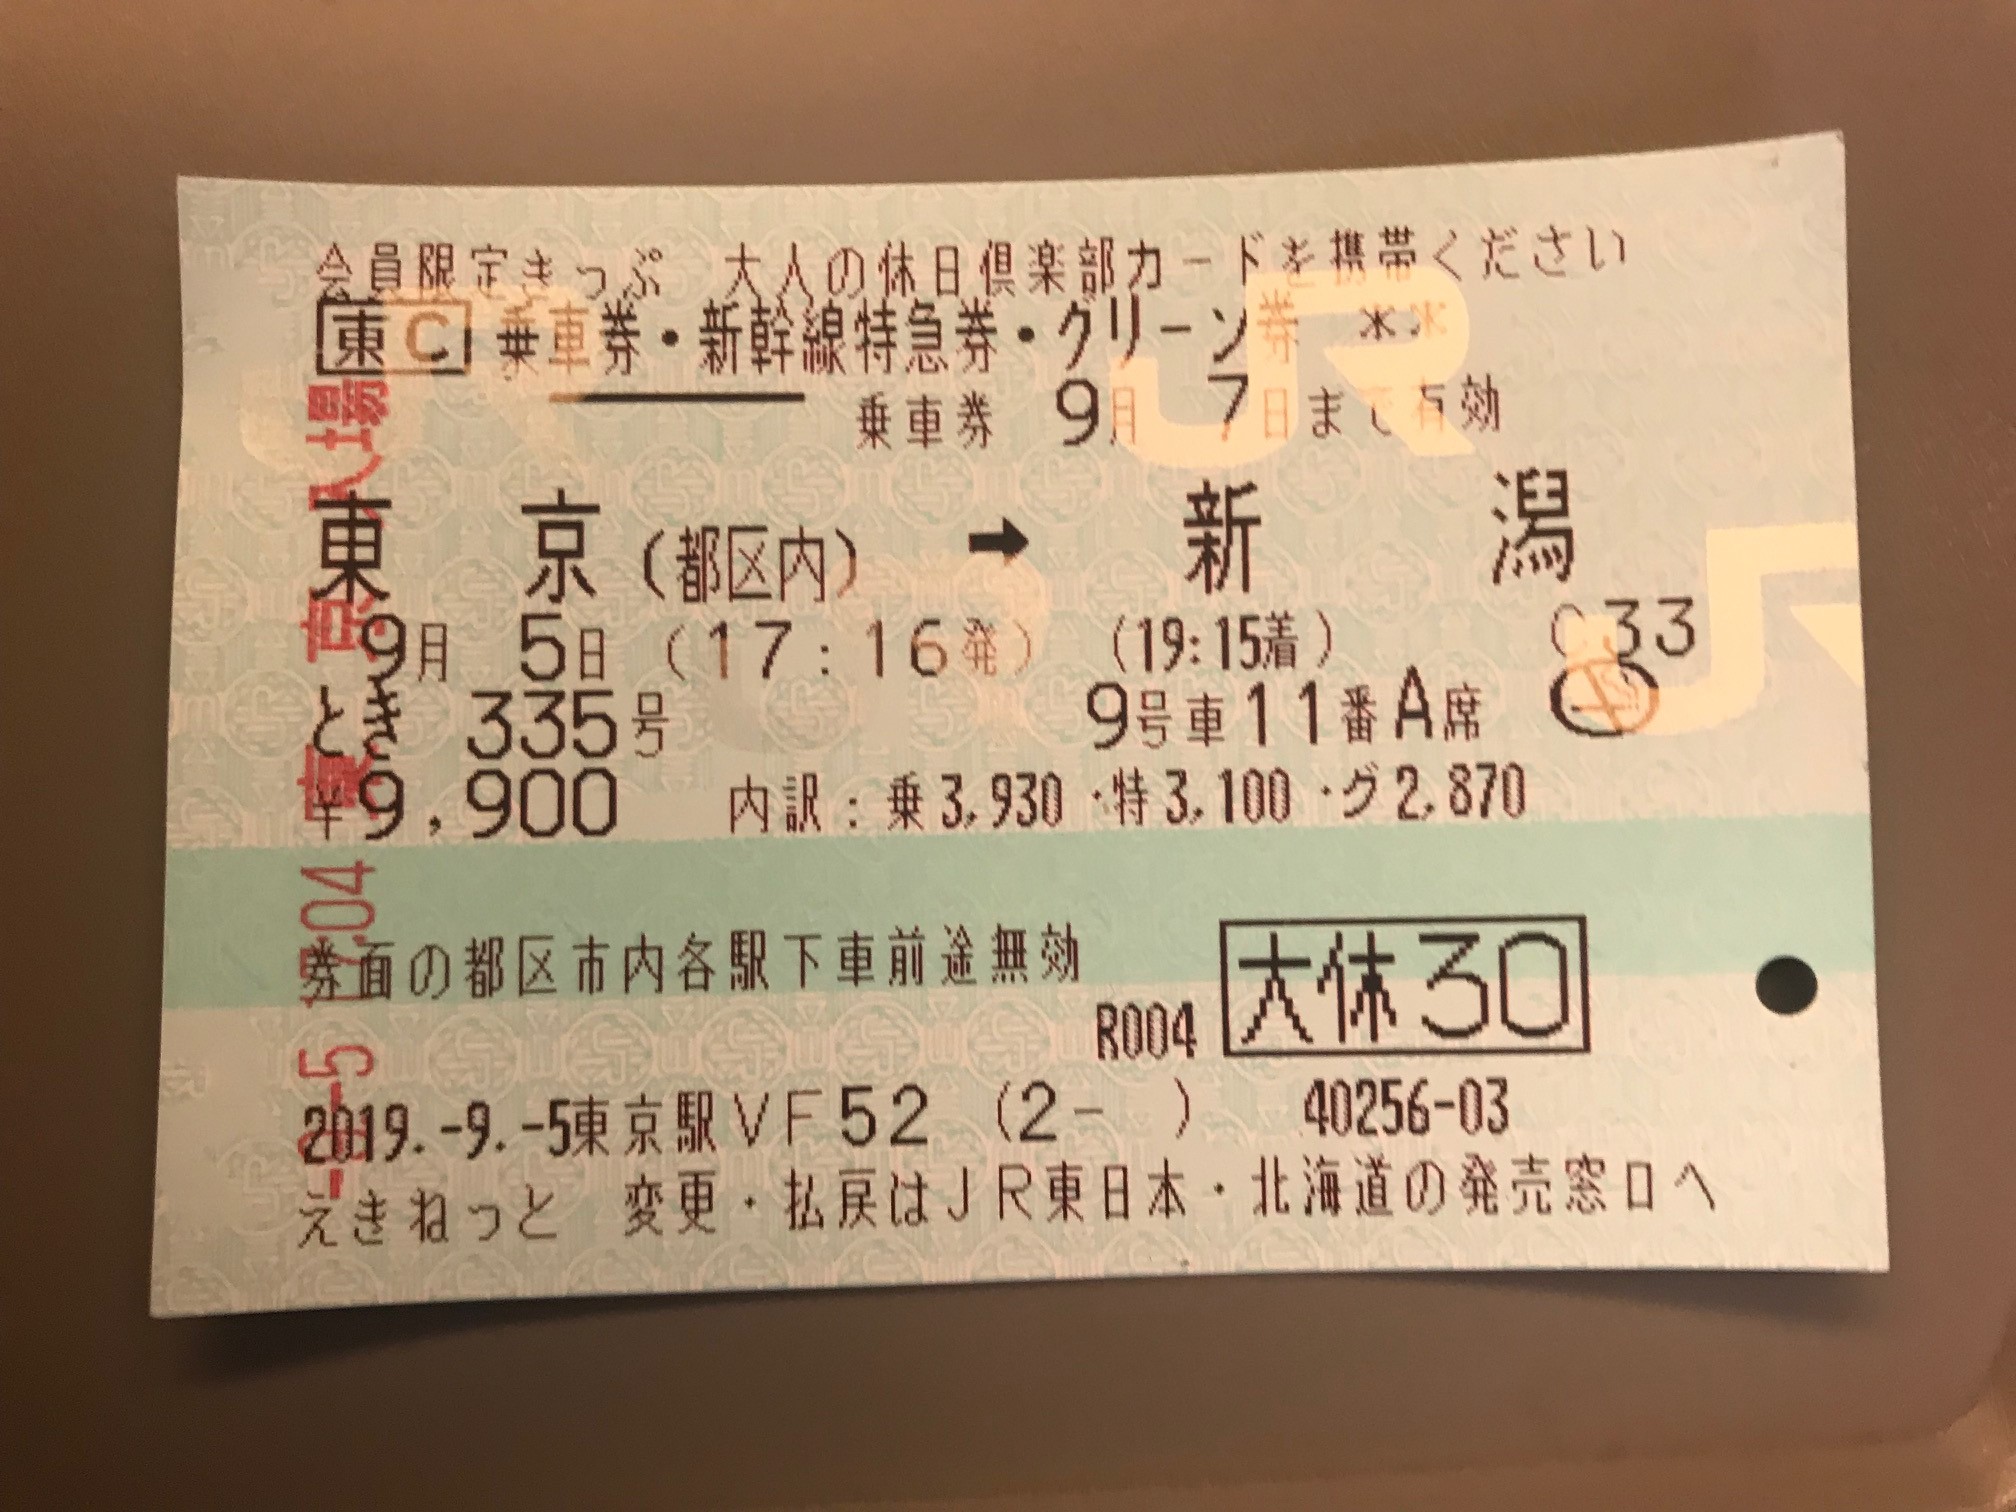 会員限定きっぷ 大人の休日倶楽部カードを携帯ください
東C 乗車券・新幹線特急券・グリーン券 **
乗車券 9月 7日まで有効
東京(都区内) → 新潟
9月 5日 (17:16発) (19:15着) C33
とき 335号 9号車11番A席
¥9,900 内訳:乗3,930・特3,100・グ2,870
券面の都区市内各駅下車前途無効
R004 大休30
2019.-9.-5東京駅VF52 (2- ) 40256-03
えきねっと 変更・払戻はJR東日本・北海道の発売窓口へ
東京入場
JR